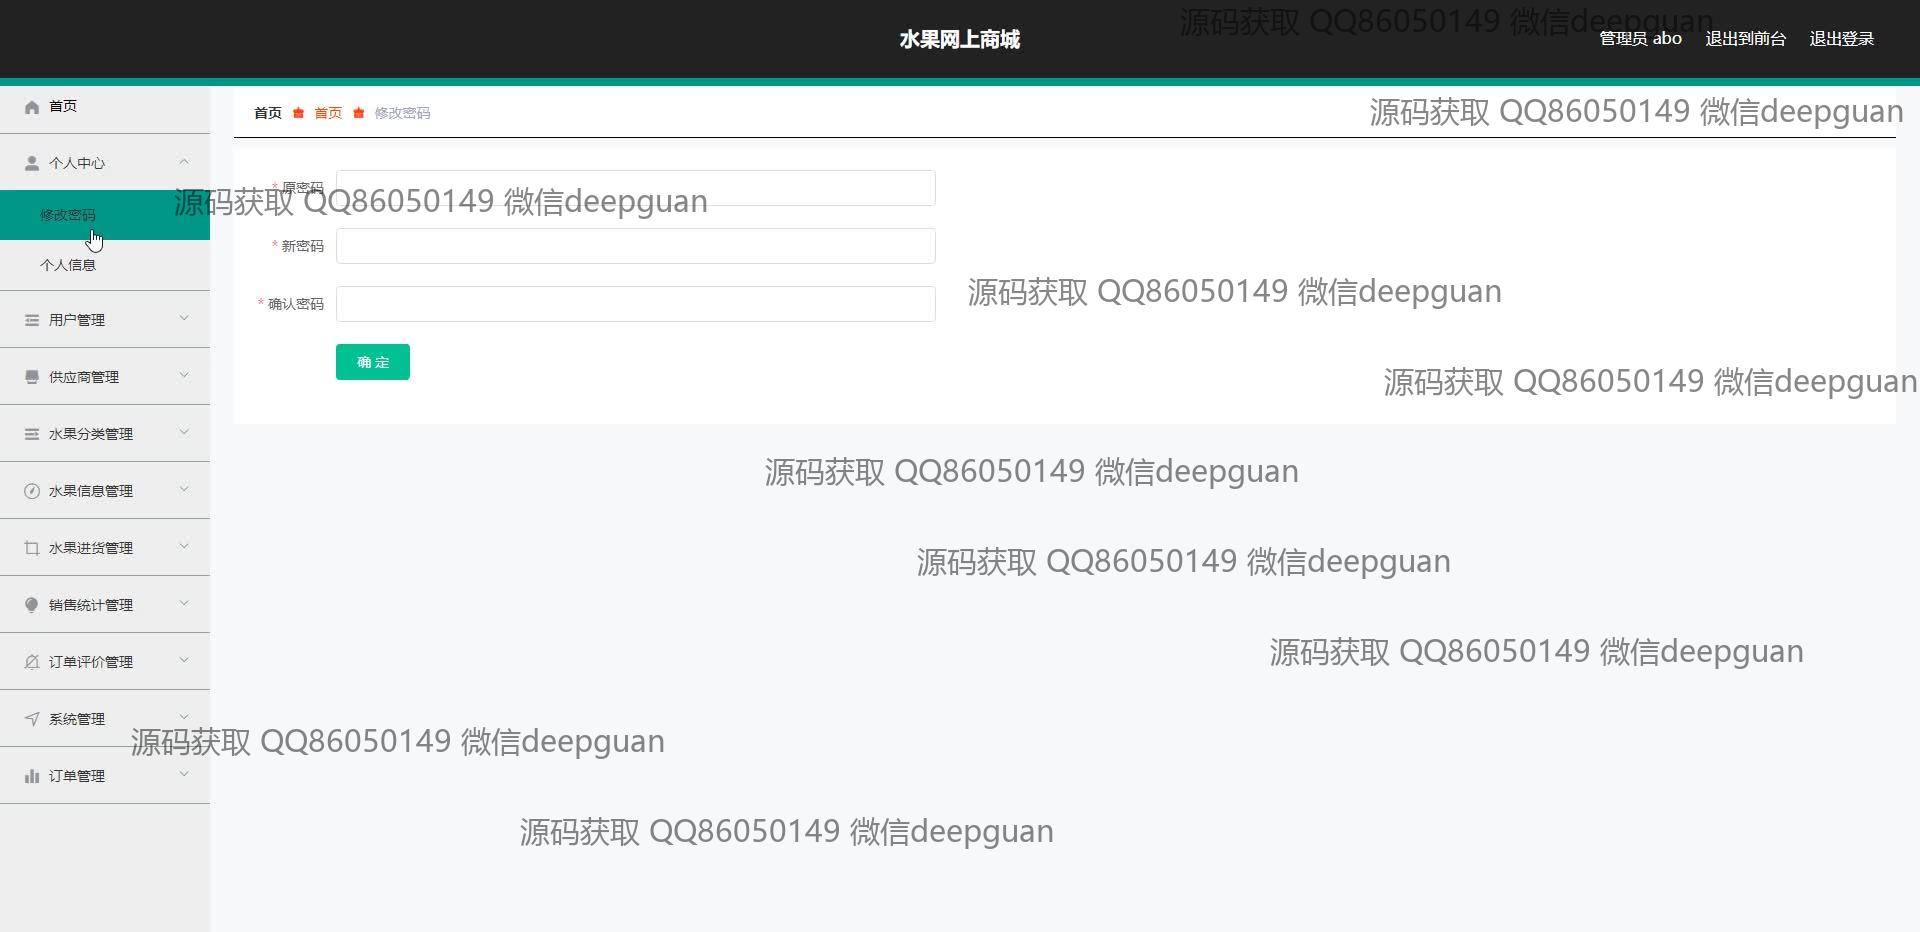 源码获取 QQ86050149 微信deepguan
水果网上商城
管理员 abo 退出到前台 退出登录
首页
首页 首页 修改密码
源码获取 QQ86050149 微信deepguan
个人中心
* 原密码
源码获取 QQ86050149 微信deepguan
修改密码
* 新密码
个人信息
源码获取 QQ86050149 微信deepguan
* 确认密码
用户管理
确 定
供应商管理
源码获取 QQ86050149 微信deepguan
水果分类管理
源码获取 QQ86050149 微信deepguan
水果信息管理
水果进货管理
源码获取 QQ86050149 微信deepguan
销售统计管理
源码获取 QQ86050149 微信deepguan
订单评价管理
系统管理
源码获取 QQ86050149 微信deepguan
订单管理
源码获取 QQ86050149 微信deepguan